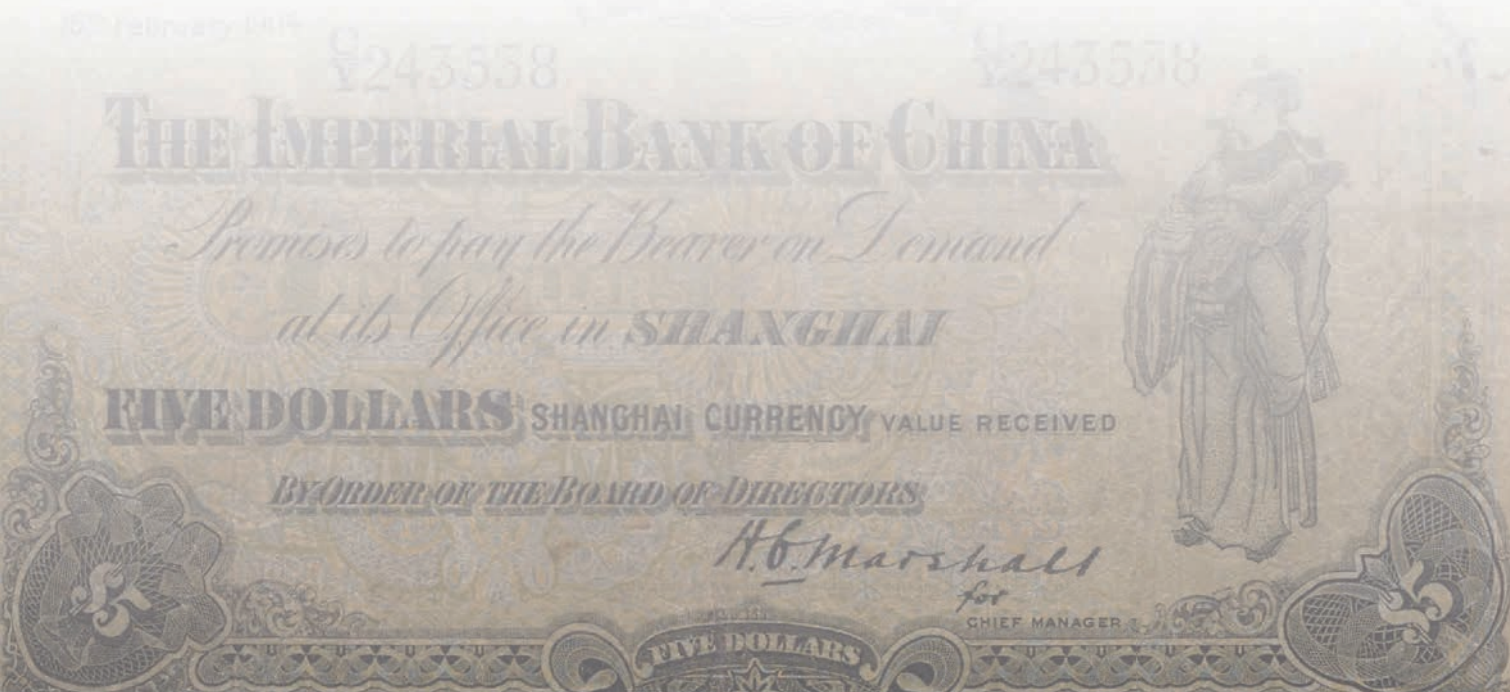 C/Y 243538 C/Y 243538
THE IMPERIAL BANK OF CHINA
Promises to pay the Bearer on Demand
at its Office in SHANGHAI
FIVE DOLLARS SHANGHAI CURRENCY VALUE RECEIVED
BY ORDER OF THE BOARD OF DIRECTORS
H.C. Marshall
for
CHIEF MANAGER
5 5
FIVE DOLLARS